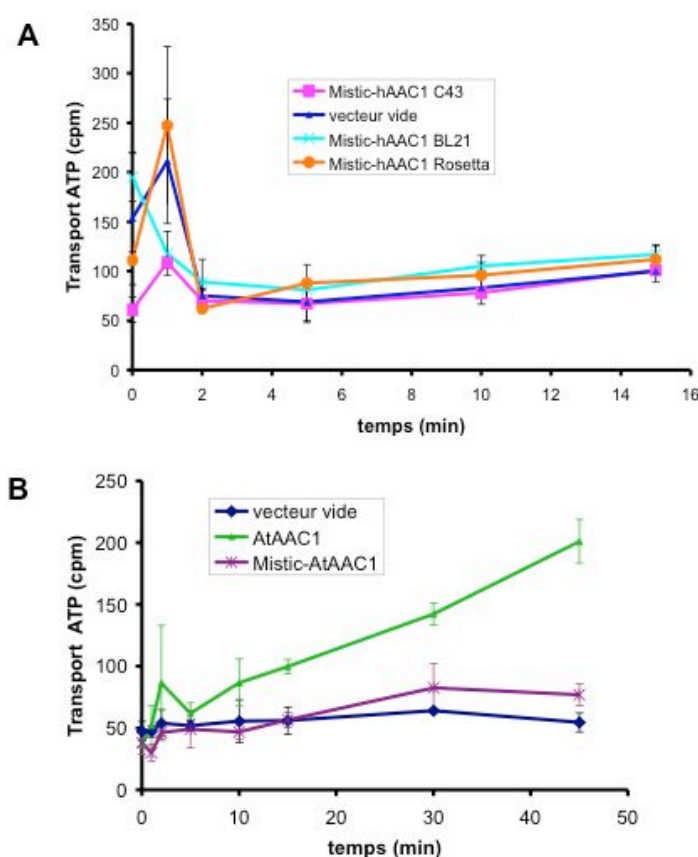 A
Transport ATP (cpm)
350
300
250
200
150
100
50
0
Mistic-hAAC1 C43
vecteur vide
Mistic-hAAC1 BL21
Mistic-hAAC1 Rosetta
0 2 4 6 8 10 12 14 16
temps (min)
B
Transport ATP (cpm)
250
200
150
100
50
0
vecteur vide
AtAAC1
Mistic-AtAAC1
0 10 20 30 40 50
temps (min)